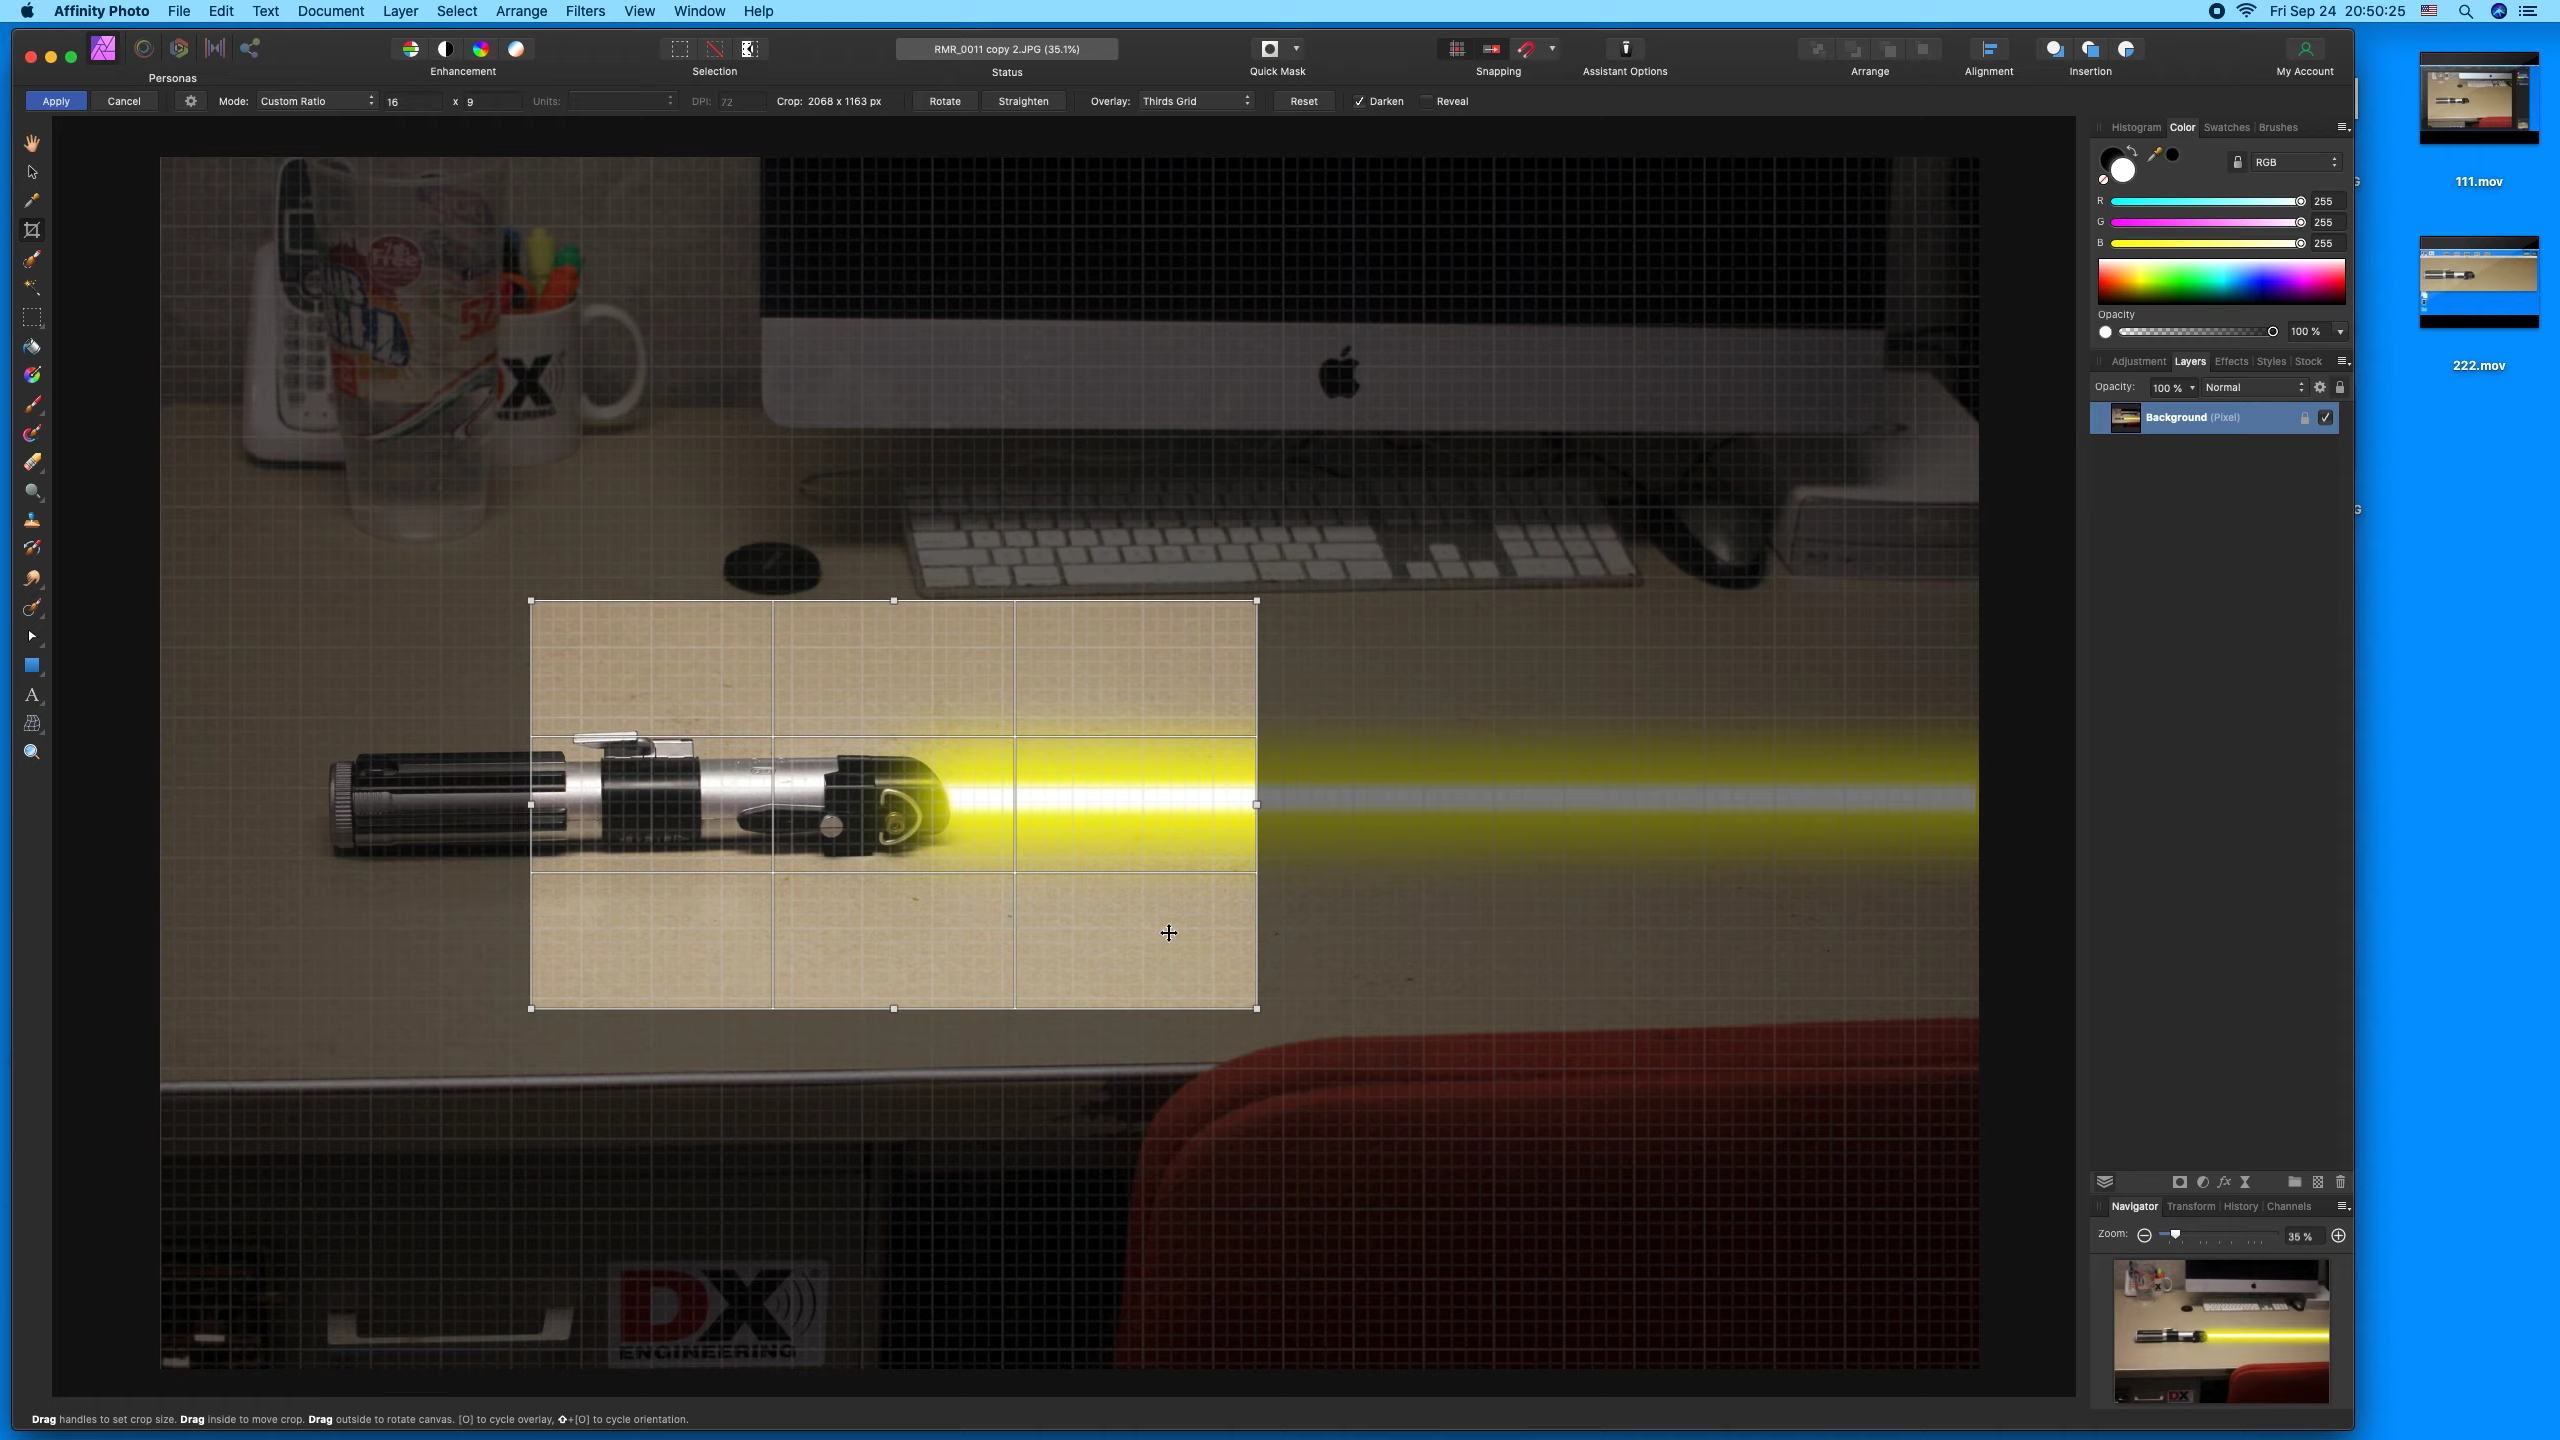 Affinity Photo File Edit Text Document Layer Select Arrange Filters View Window Help
Fri Sep 24 20:50:25
RMR_0011 copy 2.JPG (35.1%)
Personas
Enhancement
Selection
Status
Quick Mask
Snapping
Assistant Options
Arrange
Alignment
Insertion
My Account
Apply Cancel Mode: Custom Ratio 16 x 9 Units: DPI: 72 Crop: 2068 x 1163 px Rotate Straighten Overlay: Thirds Grid Reset Darken Reveal
Histogram Color Swatches Brushes
RGB
R 255
G 255
B 255
Opacity
100 %
Adjustment Layers Effects Styles Stock
Opacity: 100 % Normal
Background (Pixel)
Navigator Transform History Channels
Zoom: 35 %
111.mov
222.mov
G
G
57
X
NEERING
DX
ENGINEERING
DX
Drag handles to set crop size. Drag inside to move crop. Drag outside to rotate canvas. [O] to cycle overlay, ⇧+[O] to cycle orientation.